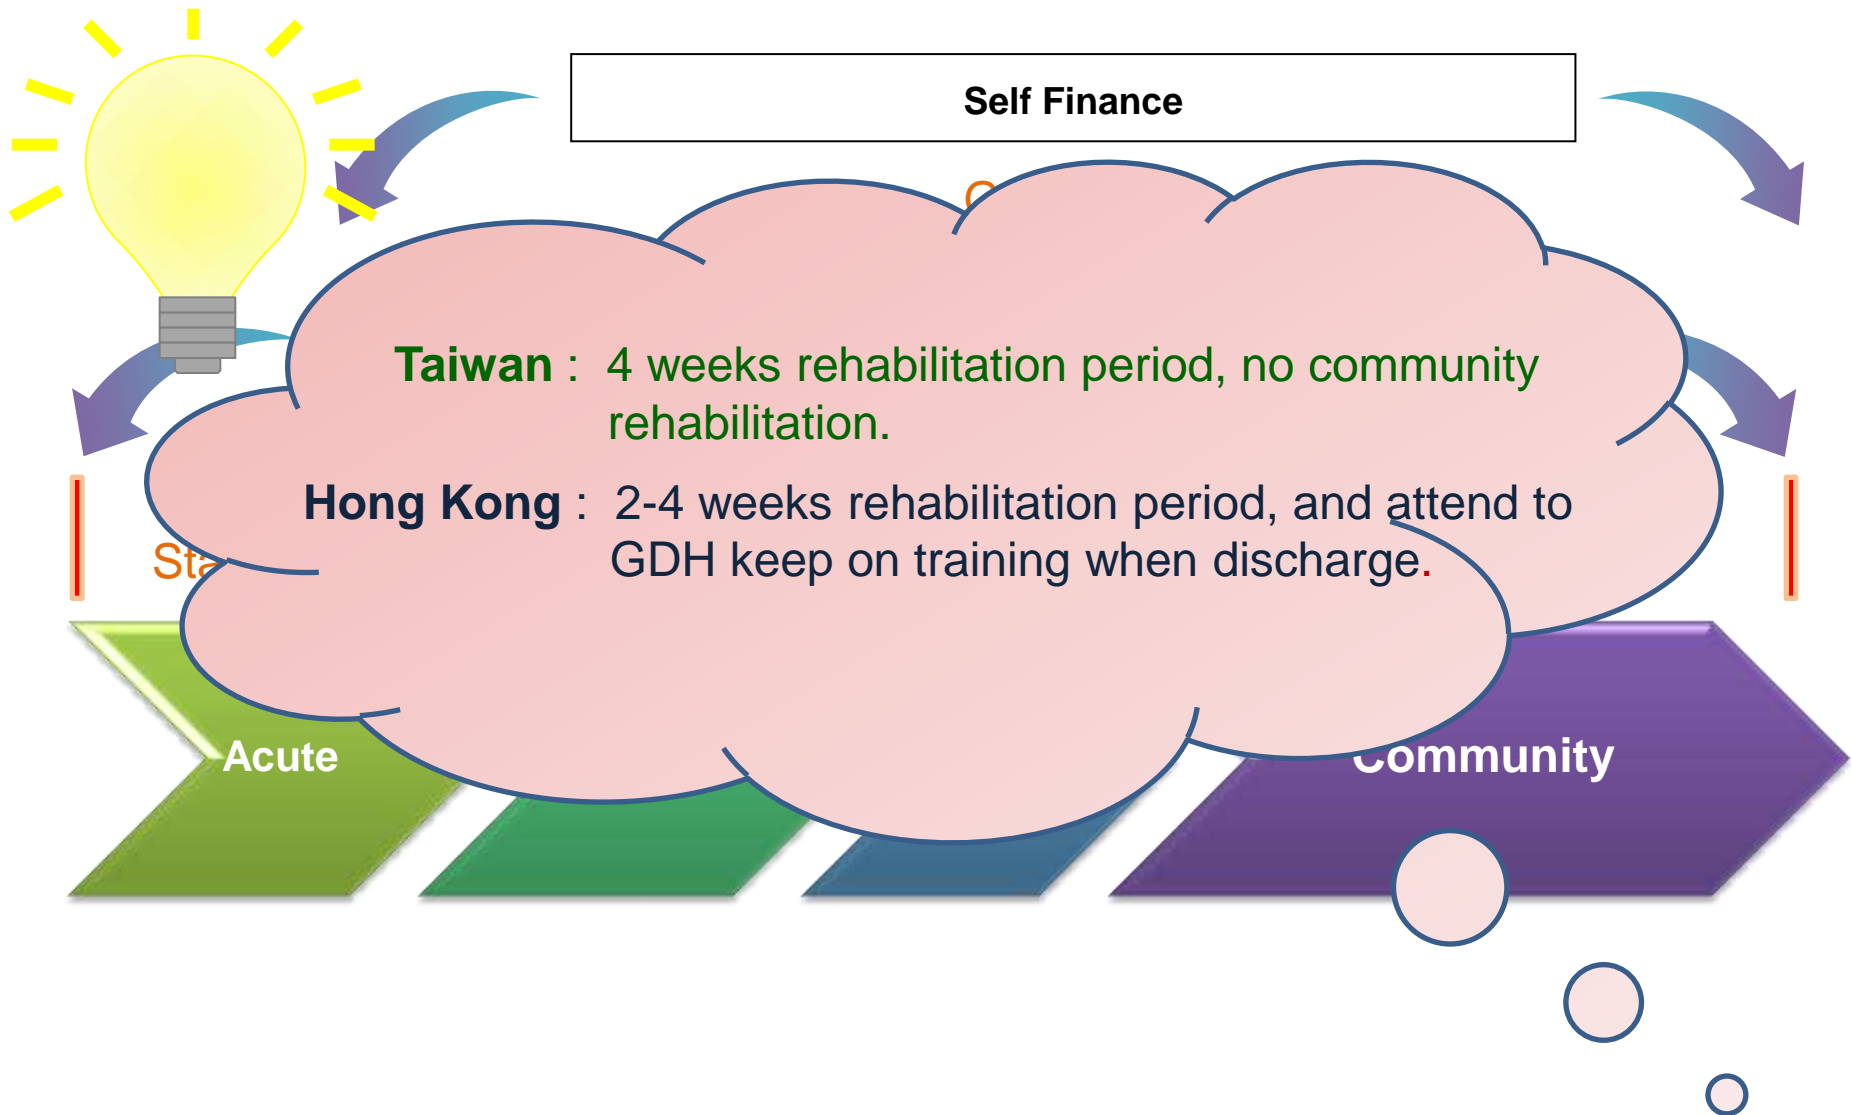 Self Finance
Taiwan : 4 weeks rehabilitation period, no community
rehabilitation.
Hong Kong : 2-4 weeks rehabilitation period, and attend to
GDH keep on training when discharge.
Acute
Community